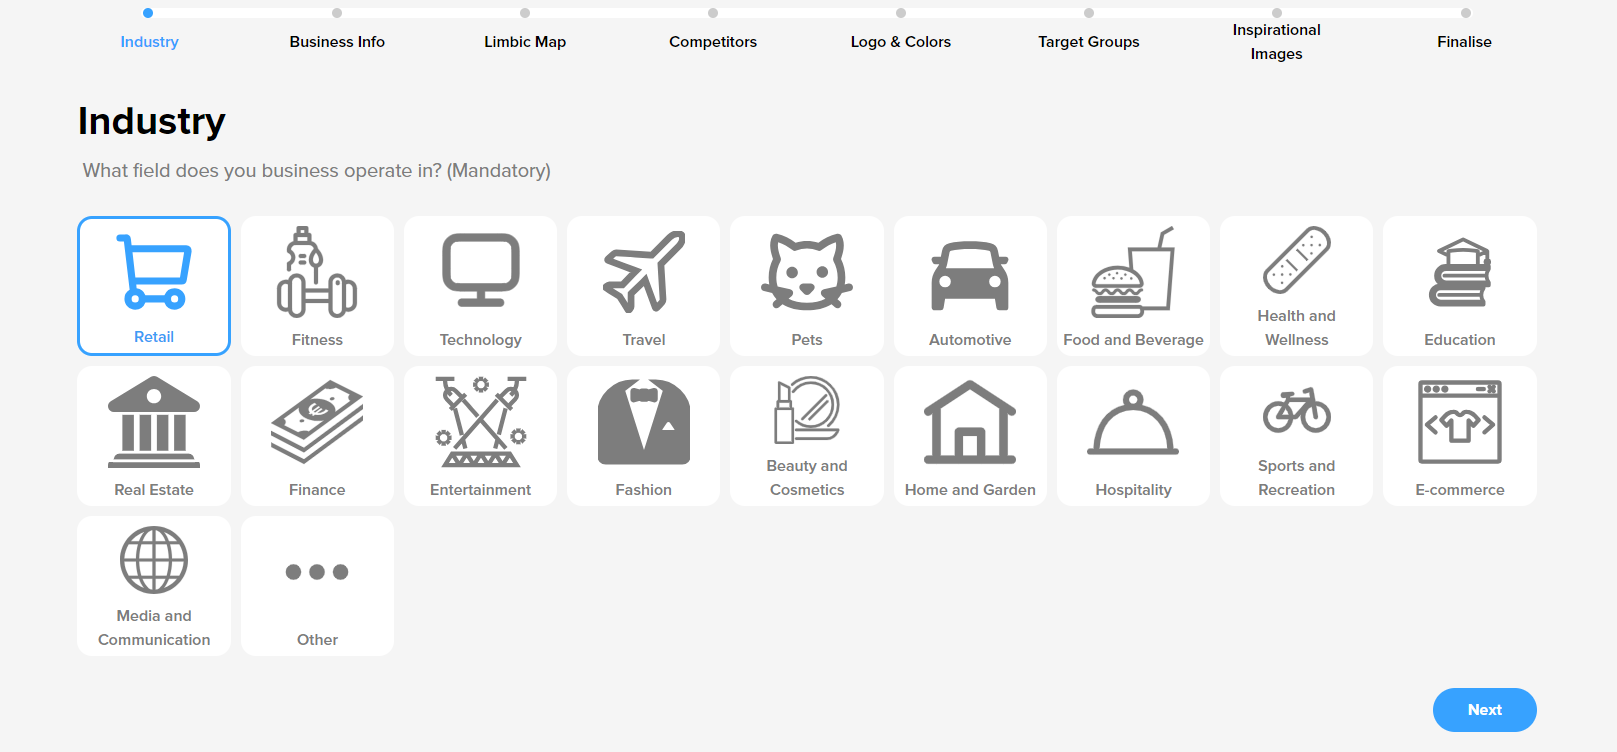 Industry
Business Info
Limbic Map
Competitors
Logo & Colors
Target Groups
Inspirational
Images
Finalise
Industry
What field does you business operate in? (Mandatory)
Retail
Fitness
Technology
Travel
Pets
Automotive
Food and Beverage
Health and
Wellness
Education
Real Estate
Finance
Entertainment
Fashion
Beauty and
Cosmetics
Home and Garden
Hospitality
Sports and
Recreation
E-commerce
Media and
Communication
Other
Next